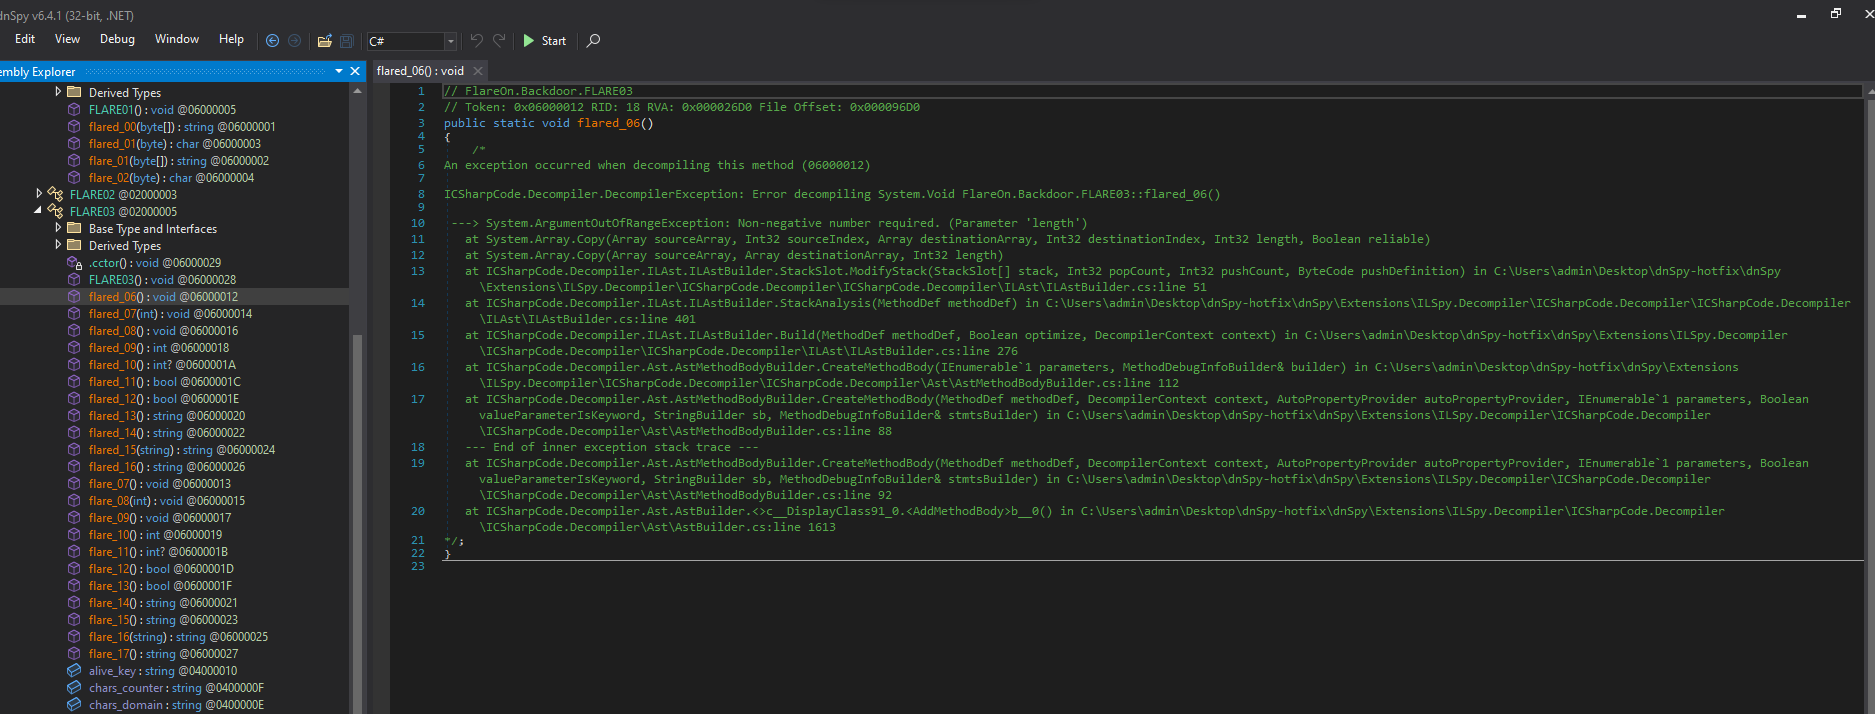 dnSpy v6.4.1 (32-bit, .NET)
Edit View Debug Window Help C# Start
embly Explorer
Derived Types
FLARE01() : void @06000005
flared_00(byte[]) : string @06000001
flared_01(byte) : char @06000003
flare_01(byte[]) : string @06000002
flare_02(byte) : char @06000004
FLARE02 @02000003
FLARE03 @02000005
Base Type and Interfaces
Derived Types
.cctor() : void @06000029
FLARE03() : void @06000028
flared_06() : void @06000012
flared_07(int) : void @06000014
flared_08() : void @06000016
flared_09() : int @06000018
flared_10() : int? @0600001A
flared_11() : bool @0600001C
flared_12() : bool @0600001E
flared_13() : string @06000020
flared_14() : string @06000022
flared_15(string) : string @06000024
flared_16() : string @06000026
flare_07() : void @06000013
flare_08(int) : void @06000015
flare_09() : void @06000017
flare_10() : int @06000019
flare_11() : int? @0600001B
flare_12() : bool @0600001D
flare_13() : bool @0600001F
flare_14() : string @06000021
flare_15() : string @06000023
flare_16(string) : string @06000025
flare_17() : string @06000027
alive_key : string @04000010
chars_counter : string @0400000F
chars_domain : string @0400000E
flared_06() : void
1 // FlareOn.Backdoor.FLARE03
2 // Token: 0x06000012 RID: 18 RVA: 0x000026D0 File Offset: 0x000096D0
3 public static void flared_06()
4 {
5 /*
6 An exception occurred when decompiling this method (06000012)
7
8 ICSharpCode.Decompiler.DecompilerException: Error decompiling System.Void FlareOn.Backdoor.FLARE03::flared_06()
9
10 ---> System.ArgumentOutOfRangeException: Non-negative number required. (Parameter 'length')
11 at System.Array.Copy(Array sourceArray, Int32 sourceIndex, Array destinationArray, Int32 destinationIndex, Int32 length, Boolean reliable)
12 at System.Array.Copy(Array sourceArray, Array destinationArray, Int32 length)
13 at ICSharpCode.Decompiler.ILAst.ILAstBuilder.StackSlot.ModifyStack(StackSlot[] stack, Int32 popCount, Int32 pushCount, ByteCode pushDefinition) in C:\Users\admin\Desktop\dnSpy-hotfix\dnSpy
\Extensions\ILSpy.Decompiler\ICSharpCode.Decompiler\ICSharpCode.Decompiler\ILAst\ILAstBuilder.cs:line 51
14 at ICSharpCode.Decompiler.ILAst.ILAstBuilder.StackAnalysis(MethodDef methodDef) in C:\Users\admin\Desktop\dnSpy-hotfix\dnSpy\Extensions\ILSpy.Decompiler\ICSharpCode.Decompiler\ICSharpCode.Decompiler
\ILAst\ILAstBuilder.cs:line 401
15 at ICSharpCode.Decompiler.ILAst.ILAstBuilder.Build(MethodDef methodDef, Boolean optimize, DecompilerContext context) in C:\Users\admin\Desktop\dnSpy-hotfix\dnSpy\Extensions\ILSpy.Decompiler
\ICSharpCode.Decompiler\ICSharpCode.Decompiler\ILAst\ILAstBuilder.cs:line 276
16 at ICSharpCode.Decompiler.Ast.AstMethodBodyBuilder.CreateMethodBody(IEnumerable`1 parameters, MethodDebugInfoBuilder& builder) in C:\Users\admin\Desktop\dnSpy-hotfix\dnSpy\Extensions
\ILSpy.Decompiler\ICSharpCode.Decompiler\ICSharpCode.Decompiler\Ast\AstMethodBodyBuilder.cs:line 112
17 at ICSharpCode.Decompiler.Ast.AstMethodBodyBuilder.CreateMethodBody(MethodDef methodDef, DecompilerContext context, AutoPropertyProvider autoPropertyProvider, IEnumerable`1 parameters, Boolean
valueParameterIsKeyword, StringBuilder sb, MethodDebugInfoBuilder& stmtsBuilder) in C:\Users\admin\Desktop\dnSpy-hotfix\dnSpy\Extensions\ILSpy.Decompiler\ICSharpCode.Decompiler
\ICSharpCode.Decompiler\Ast\AstMethodBodyBuilder.cs:line 88
18 --- End of inner exception stack trace ---
19 at ICSharpCode.Decompiler.Ast.AstMethodBodyBuilder.CreateMethodBody(MethodDef methodDef, DecompilerContext context, AutoPropertyProvider autoPropertyProvider, IEnumerable`1 parameters, Boolean
valueParameterIsKeyword, StringBuilder sb, MethodDebugInfoBuilder& stmtsBuilder) in C:\Users\admin\Desktop\dnSpy-hotfix\dnSpy\Extensions\ILSpy.Decompiler\ICSharpCode.Decompiler
\ICSharpCode.Decompiler\Ast\AstMethodBodyBuilder.cs:line 92
20 at ICSharpCode.Decompiler.Ast.AstBuilder.<>c__DisplayClass91_0.<AddMethodBody>b__0() in C:\Users\admin\Desktop\dnSpy-hotfix\dnSpy\Extensions\ILSpy.Decompiler\ICSharpCode.Decompiler
\ICSharpCode.Decompiler\Ast\AstBuilder.cs:line 1613
21 */;
22 }
23